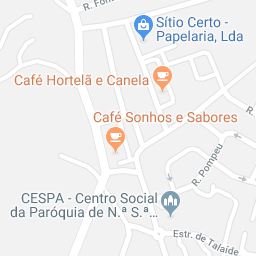 R. Fon
Sítio Certo -
Papelaria, Lda
Café Hortelã e Canela
Café Sonhos e Sabores
R. Pompeu
CESPA - Centro Social
da Paróquia de N.ª S.ª...
Estr. de Talaíde